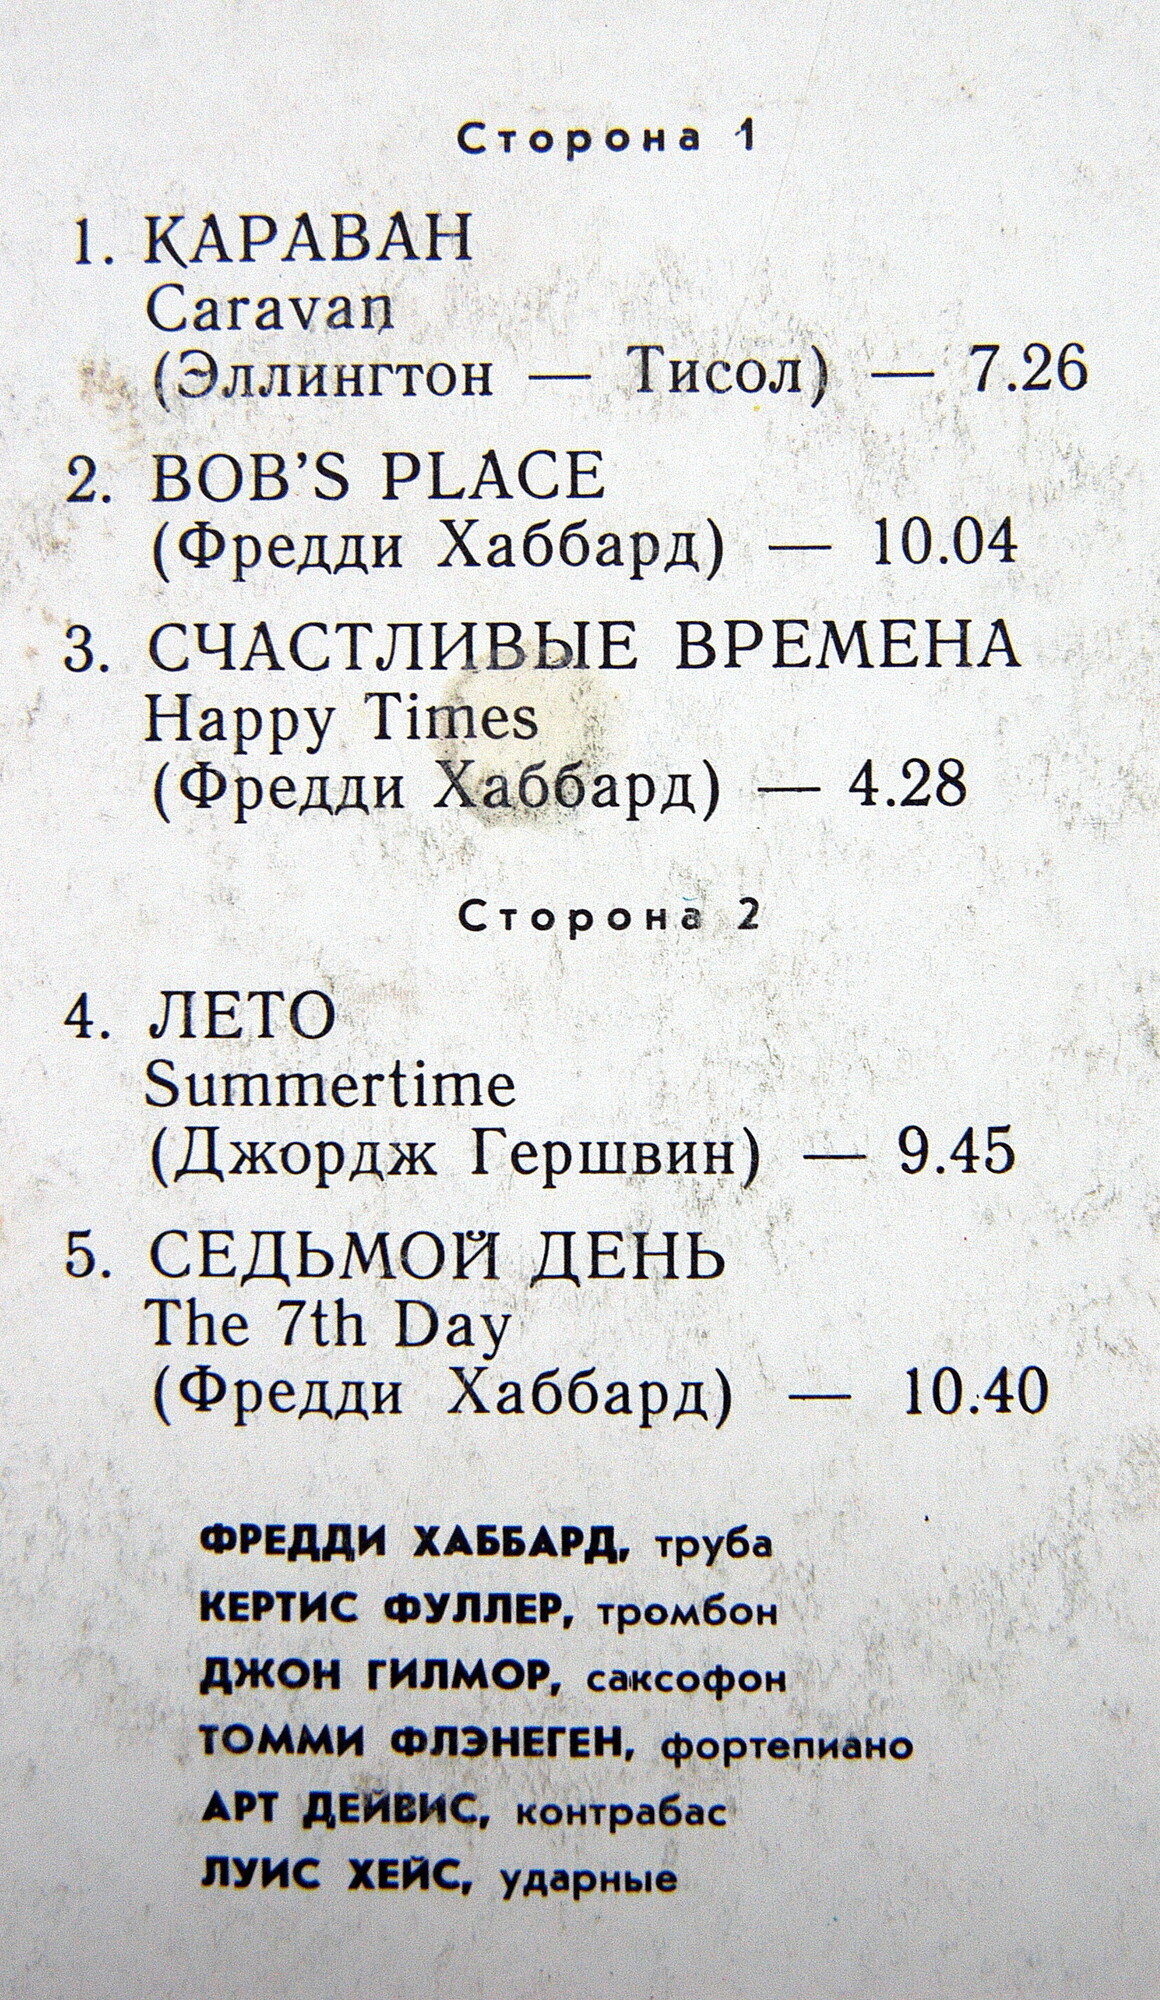 Сторона 1
1. КАРАВАН
Caravan
(Эллингтон — Тисол) — 7.26
2. BOB'S PLACE
(Фредди Хаббард) — 10.04
3. СЧАСТЛИВЫЕ ВРЕМЕНА
Happy Times
(Фредди Хаббард) — 4.28
Сторона 2
4. ЛЕТО
Summertime
(Джордж Гершвин) — 9.45
5. СЕДЬМОЙ ДЕНЬ
The 7th Day
(Фредди Хаббард) — 10.40
ФРЕДДИ ХАББАРД, труба
КЕРТИС ФУЛЛЕР, тромбон
ДЖОН ГИЛМОР, саксофон
ТОММИ ФЛЭНЕГЕН, фортепиано
АРТ ДЕЙВИС, контрабас
ЛУИС ХЕЙС, ударные